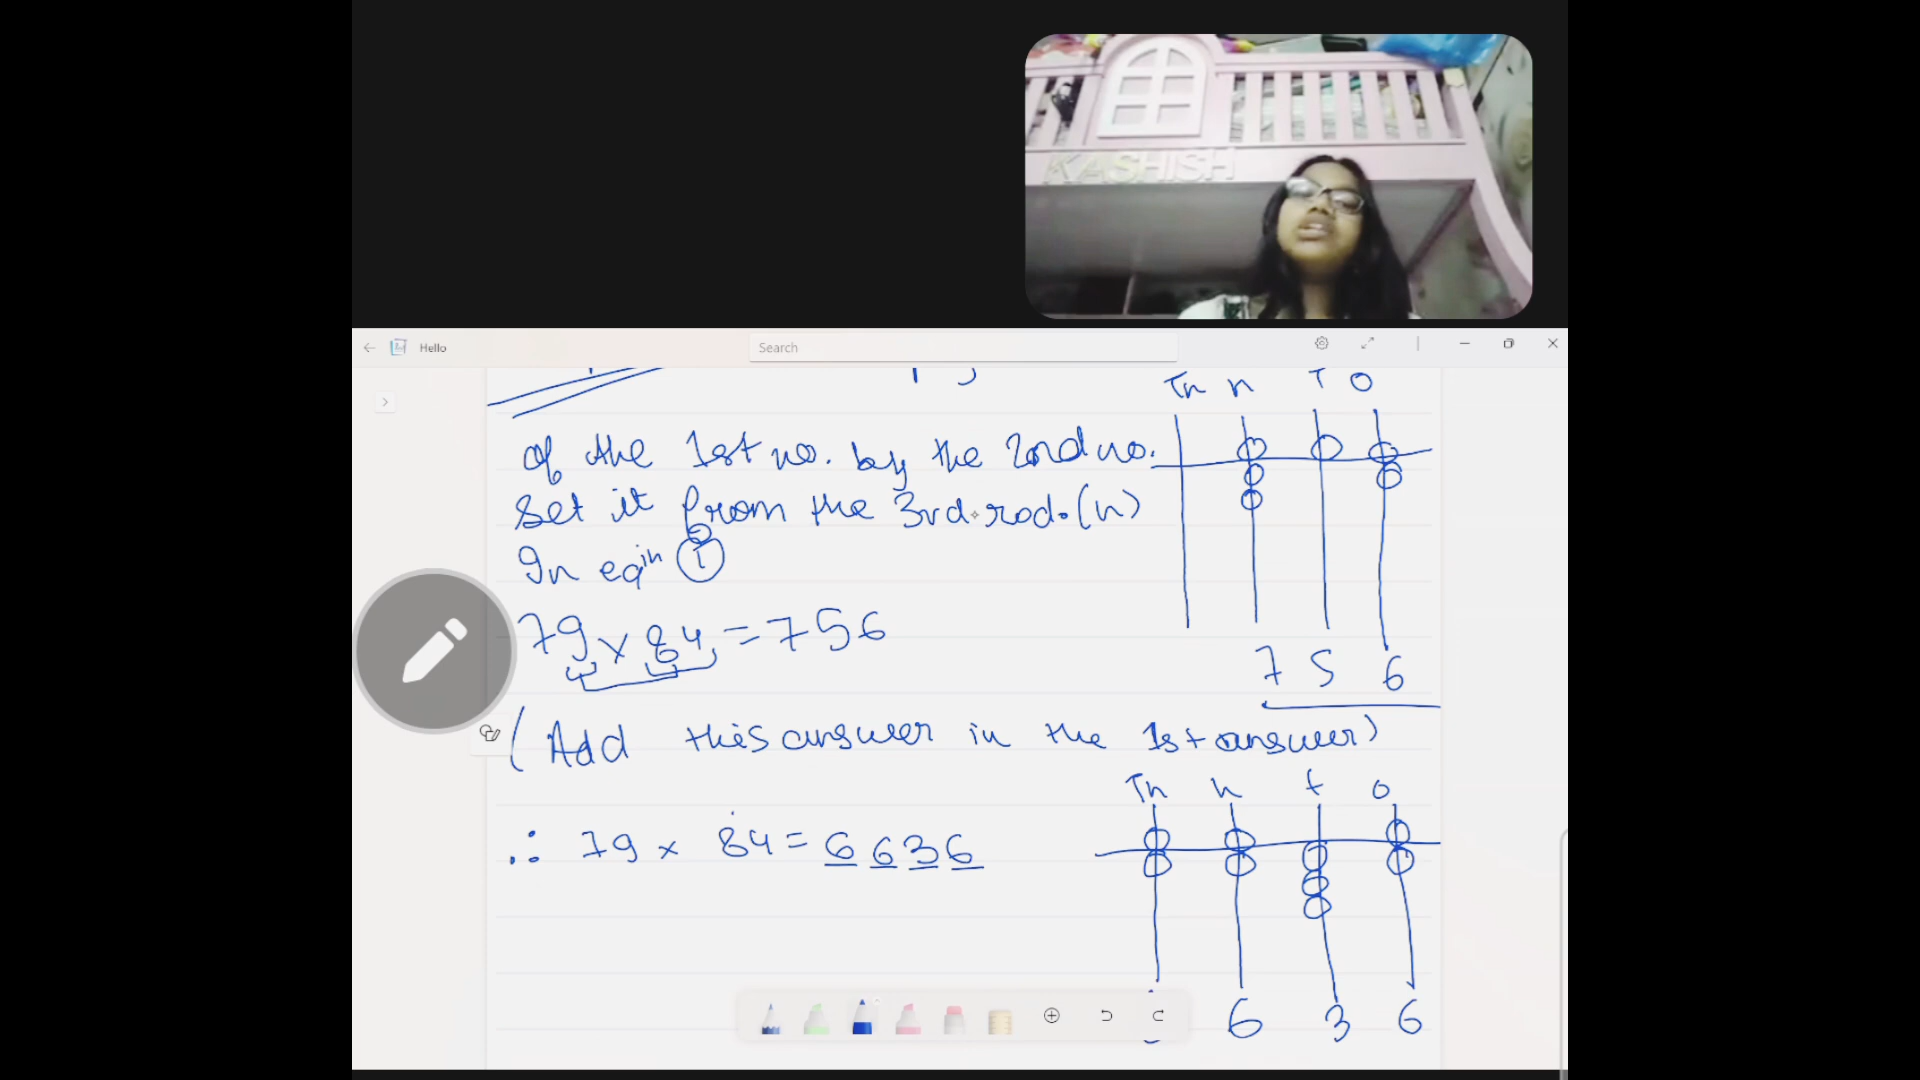 KASHISH
Hello
Search
Th h T O
of the 1st no. by the 2nd no.
Set it from the 3rd rod. (h)
In eqⁱⁿ ①
79 x 84 = 756
7 5 6
(Add this answer in the 1st answer)
Th h t o
∴ 79 x 84 = 6636
6 3 6